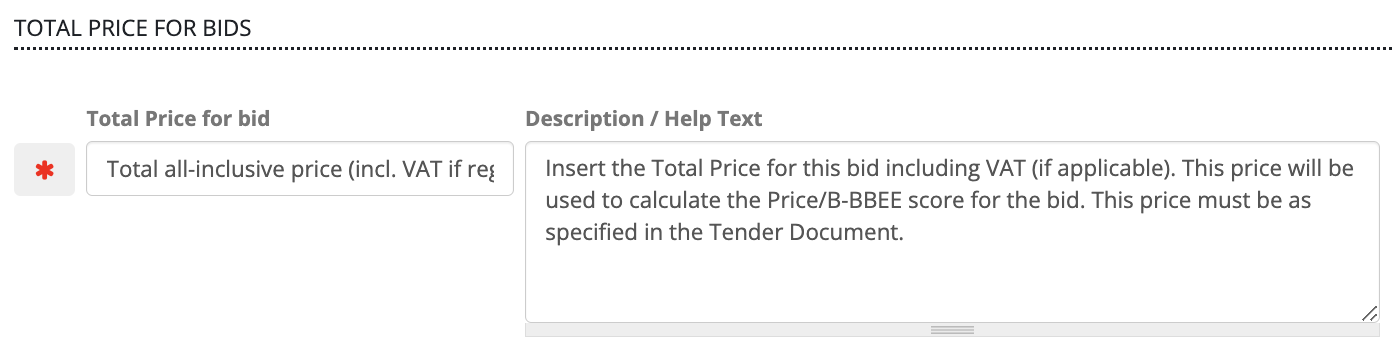 TOTAL PRICE FOR BIDS
Total Price for bid
Description / Help Text
Total all-inclusive price (incl. VAT if reg
Insert the Total Price for this bid including VAT (if applicable). This price will be
used to calculate the Price/B-BBEE score for the bid. This price must be as
specified in the Tender Document.